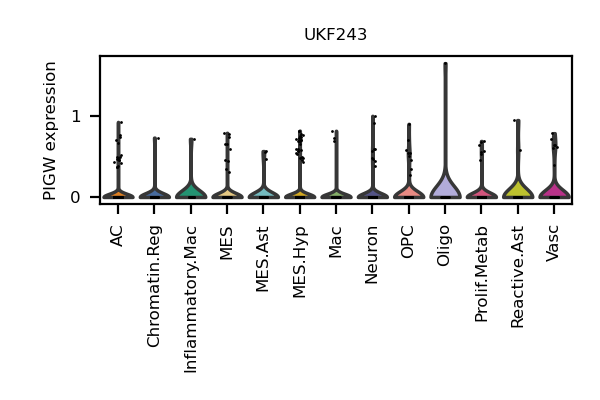 UKF243
PIGW expression
1
0
AC
Chromatin.Reg
Inflammatory.Mac
MES
MES.Ast
MES.Hyp
Mac
Neuron
OPC
Oligo
Prolif.Metab
Reactive.Ast
Vasc